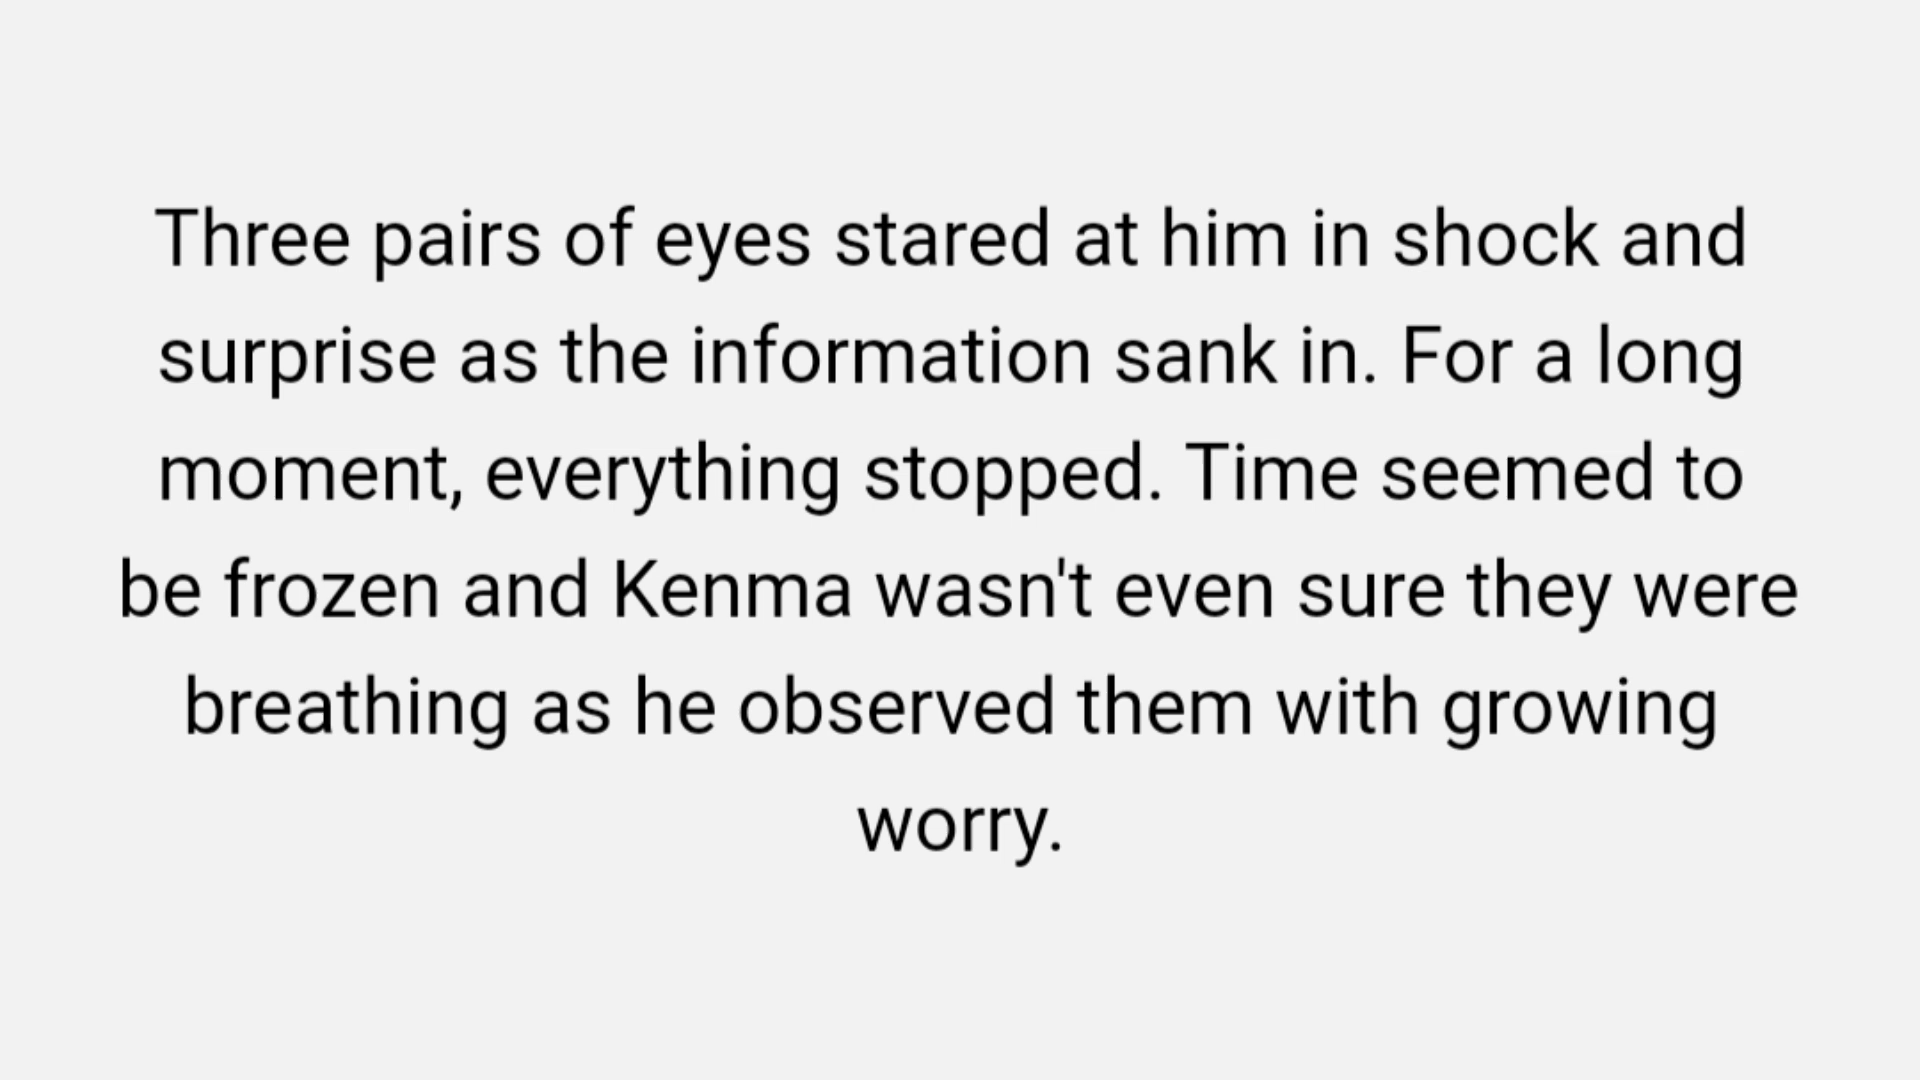 Three pairs of eyes stared at him in shock and
surprise as the information sank in. For a long
moment, everything stopped. Time seemed to
be frozen and Kenma wasn't even sure they were
breathing as he observed them with growing
worry.